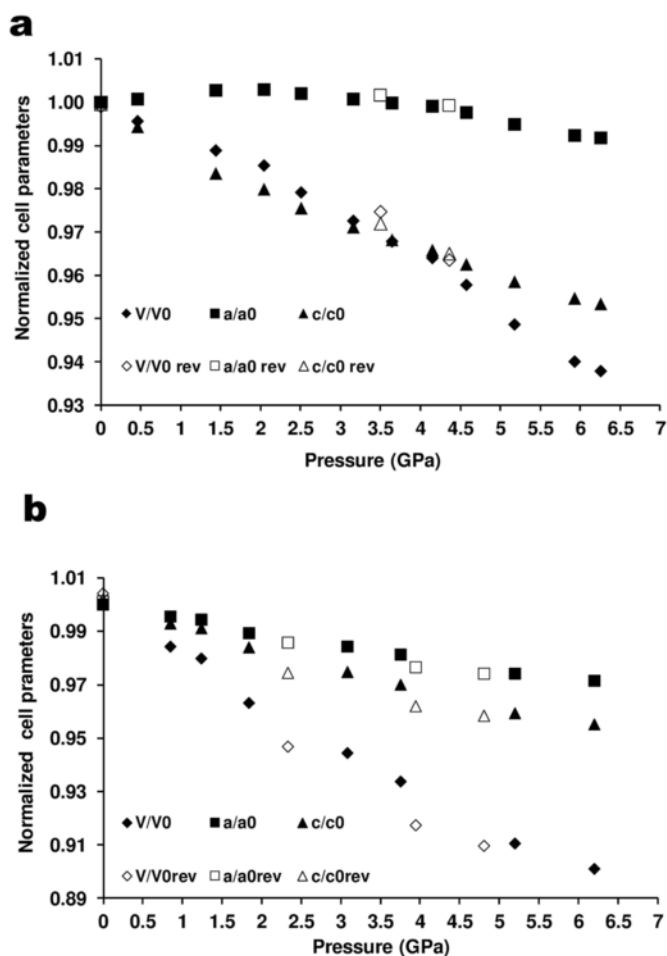 a
1.01
1.00
0.99
0.98
0.97
0.96
0.95
0.94
0.93
Normalized cell parameters
V/V0 a/a0 c/c0
V/V0 rev a/a0 rev c/c0 rev
0 0.5 1 1.5 2 2.5 3 3.5 4 4.5 5 5.5 6 6.5 7
Pressure (GPa)
b
1.01
0.99
0.97
0.95
0.93
0.91
0.89
Normalized cell prameters
V/V0 a/a0 c/c0
V/V0rev a/a0rev c/c0rev
0 0.5 1 1.5 2 2.5 3 3.5 4 4.5 5 5.5 6 6.5 7
Pressure (GPa)